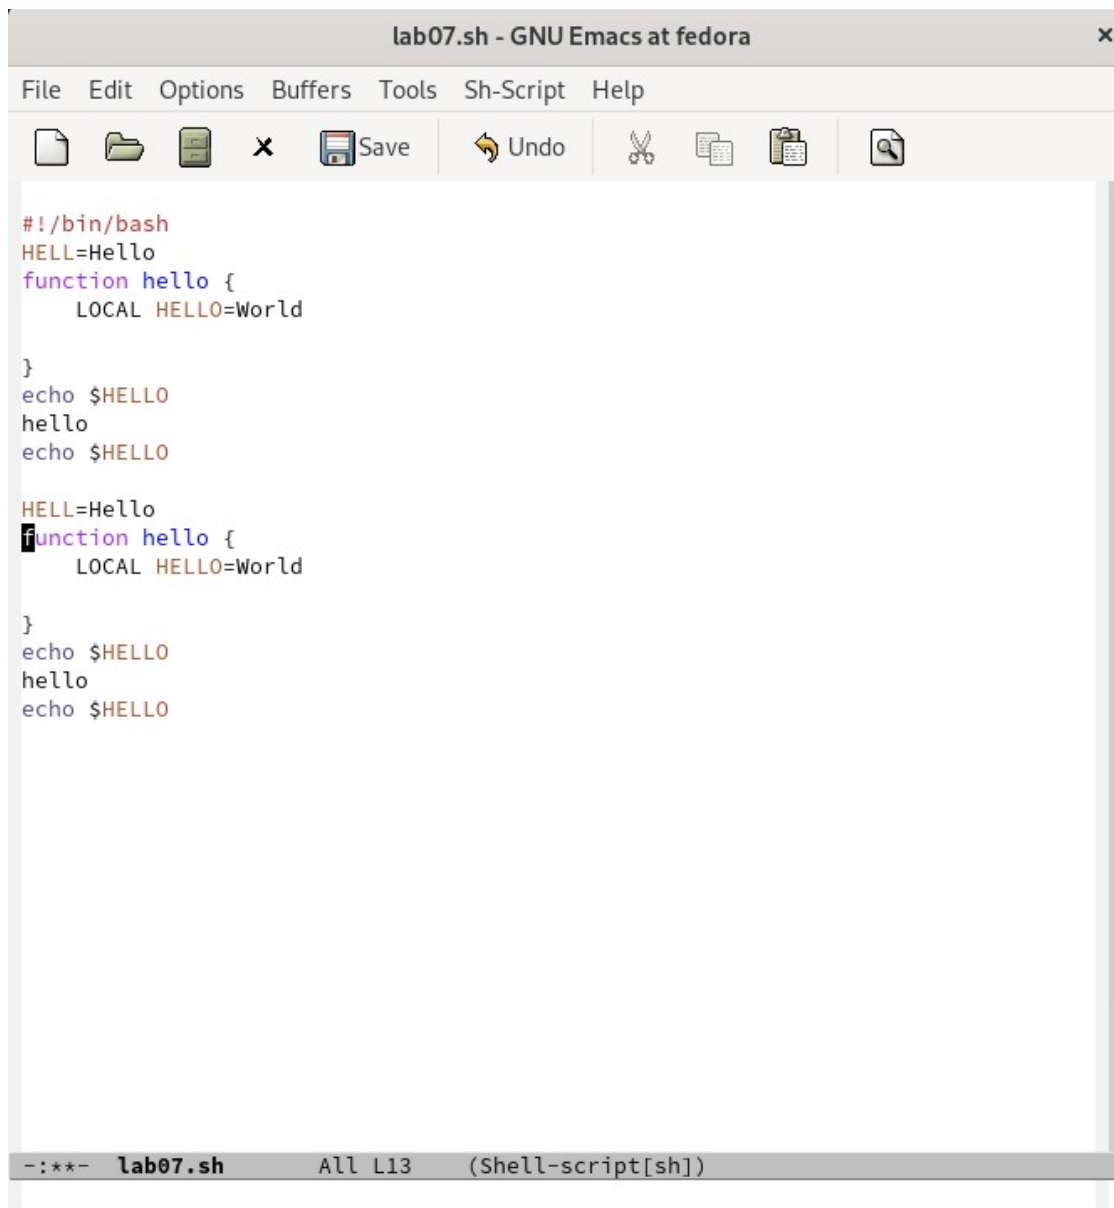 lab07.sh - GNU Emacs at fedora
File Edit Options Buffers Tools Sh-Script Help
Save Undo
#!/bin/bash
HELL=Hello
function hello {
    LOCAL HELLO=World
}
echo $HELLO
hello
echo $HELLO
HELL=Hello
function hello {
    LOCAL HELLO=World
}
echo $HELLO
hello
echo $HELLO
-:**- lab07.sh All L13 (Shell-script[sh])